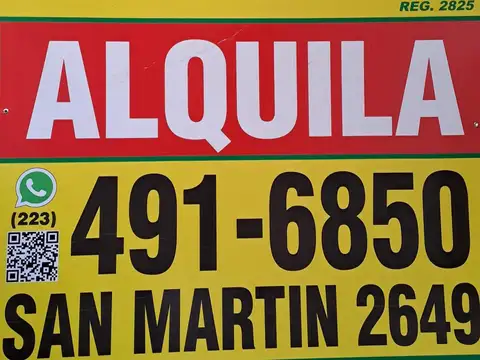 REG. 2825
ALQUILA
(223) 491-6850
SAN MARTIN 2649